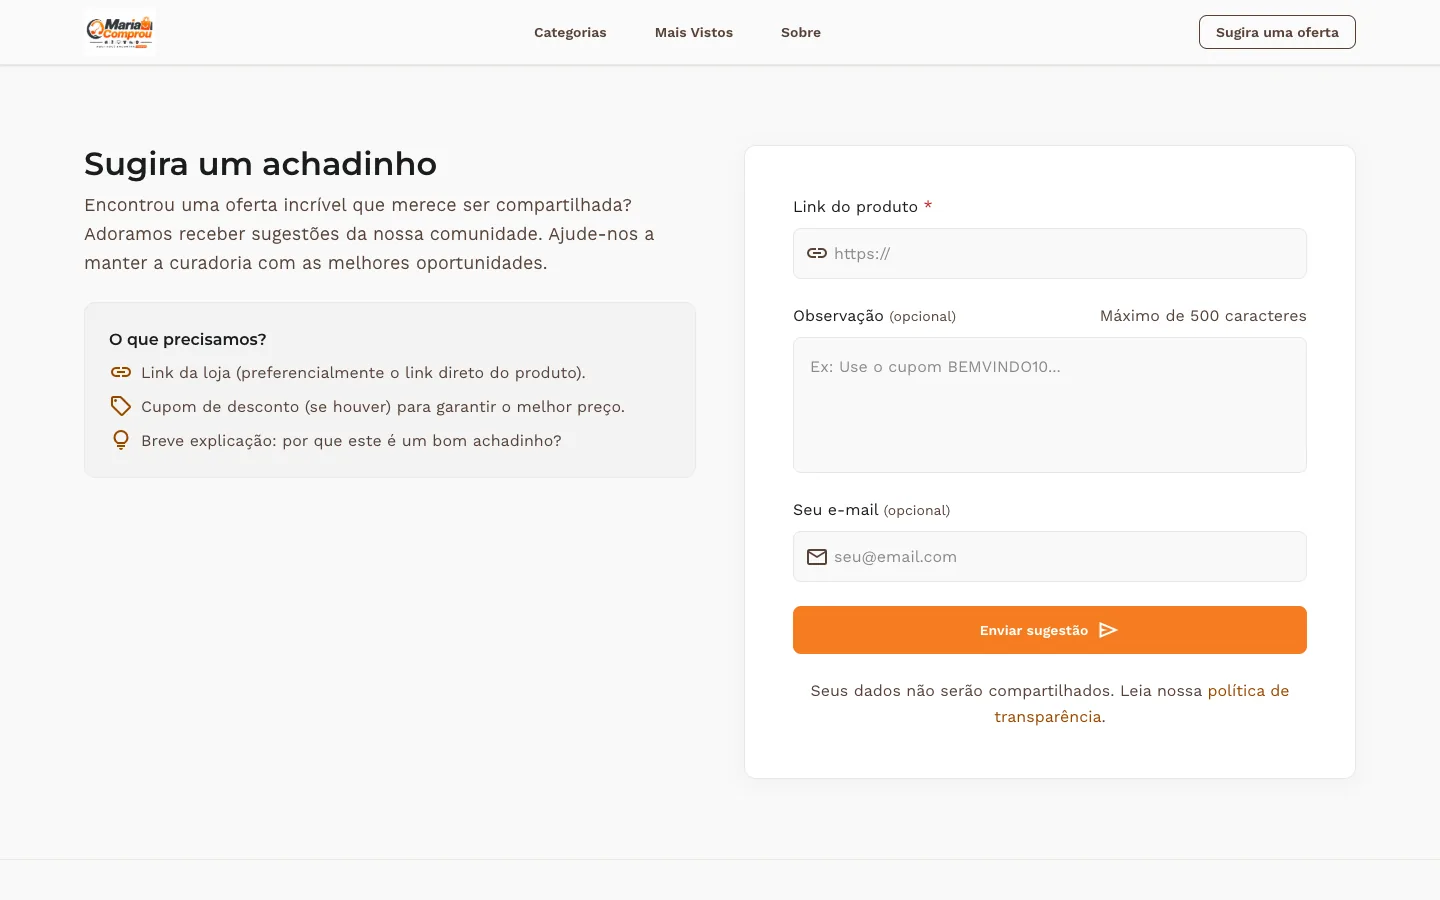 Maria
Comprou
Categorias
Mais Vistos
Sobre
Sugira uma oferta
Sugira um achadinho
Encontrou uma oferta incrível que merece ser compartilhada?
Adoramos receber sugestões da nossa comunidade. Ajude-nos a
manter a curadoria com as melhores oportunidades.
O que precisamos?
Link da loja (preferencialmente o link direto do produto).
Cupom de desconto (se houver) para garantir o melhor preço.
Breve explicação: por que este é um bom achadinho?
Link do produto *
https://
Observação (opcional)
Máximo de 500 caracteres
Ex: Use o cupom BEMVINDO10...
Seu e-mail (opcional)
seu@email.com
Enviar sugestão
Seus dados não serão compartilhados. Leia nossa política de
transparência.